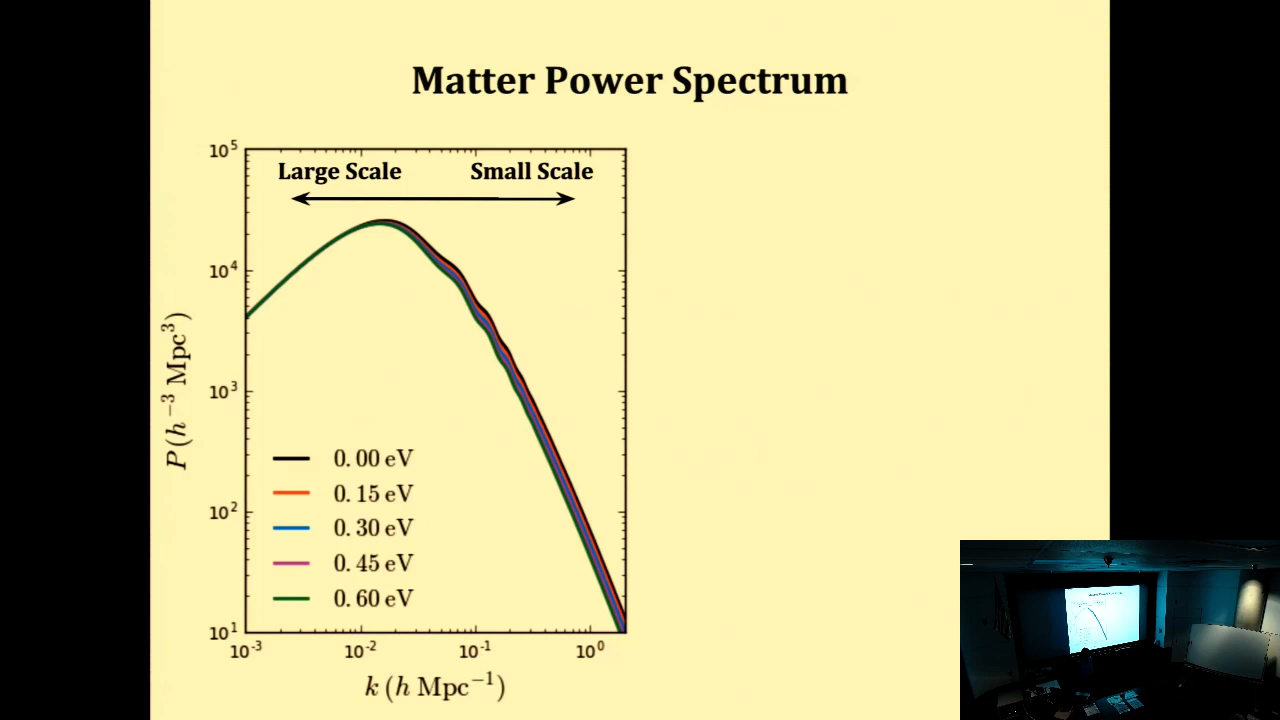 Matter Power Spectrum
Large Scale
Small Scale
10^5
10^4
10^3
10^2
10^1
P (h^{-3} Mpc^3)
0.00 eV
0.15 eV
0.30 eV
0.45 eV
0.60 eV
10^{-3} 10^{-2} 10^{-1} 10^0
k (h Mpc^{-1})